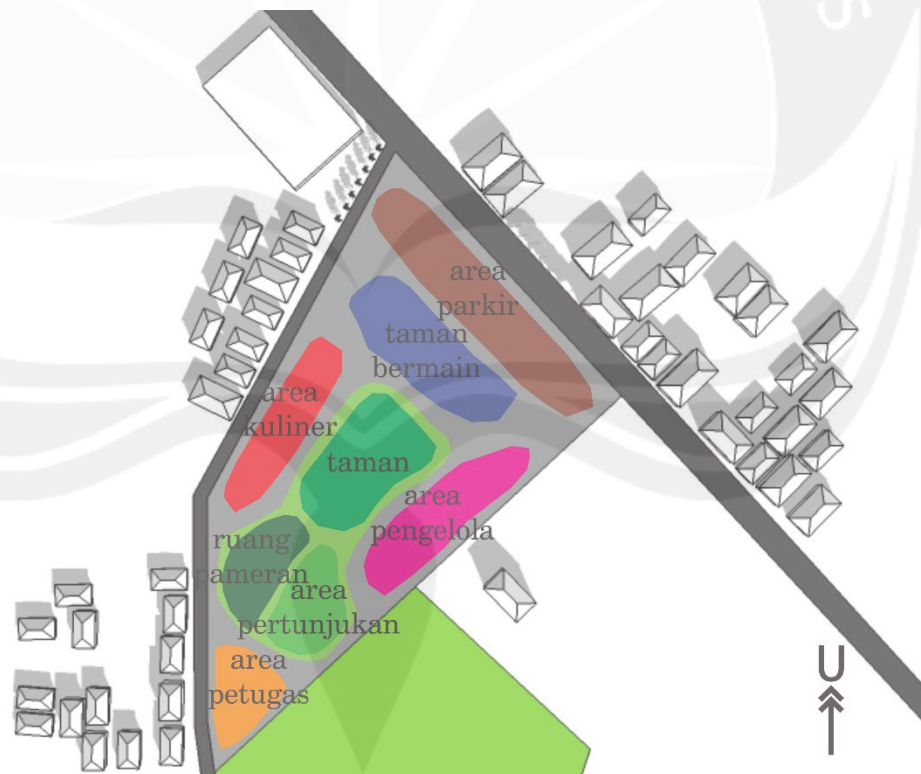 S
area
parkir
taman
bermain
area
kuliner
taman
area
pengelola
ruang
pameran
area
pertunjukan
area
petugas
U